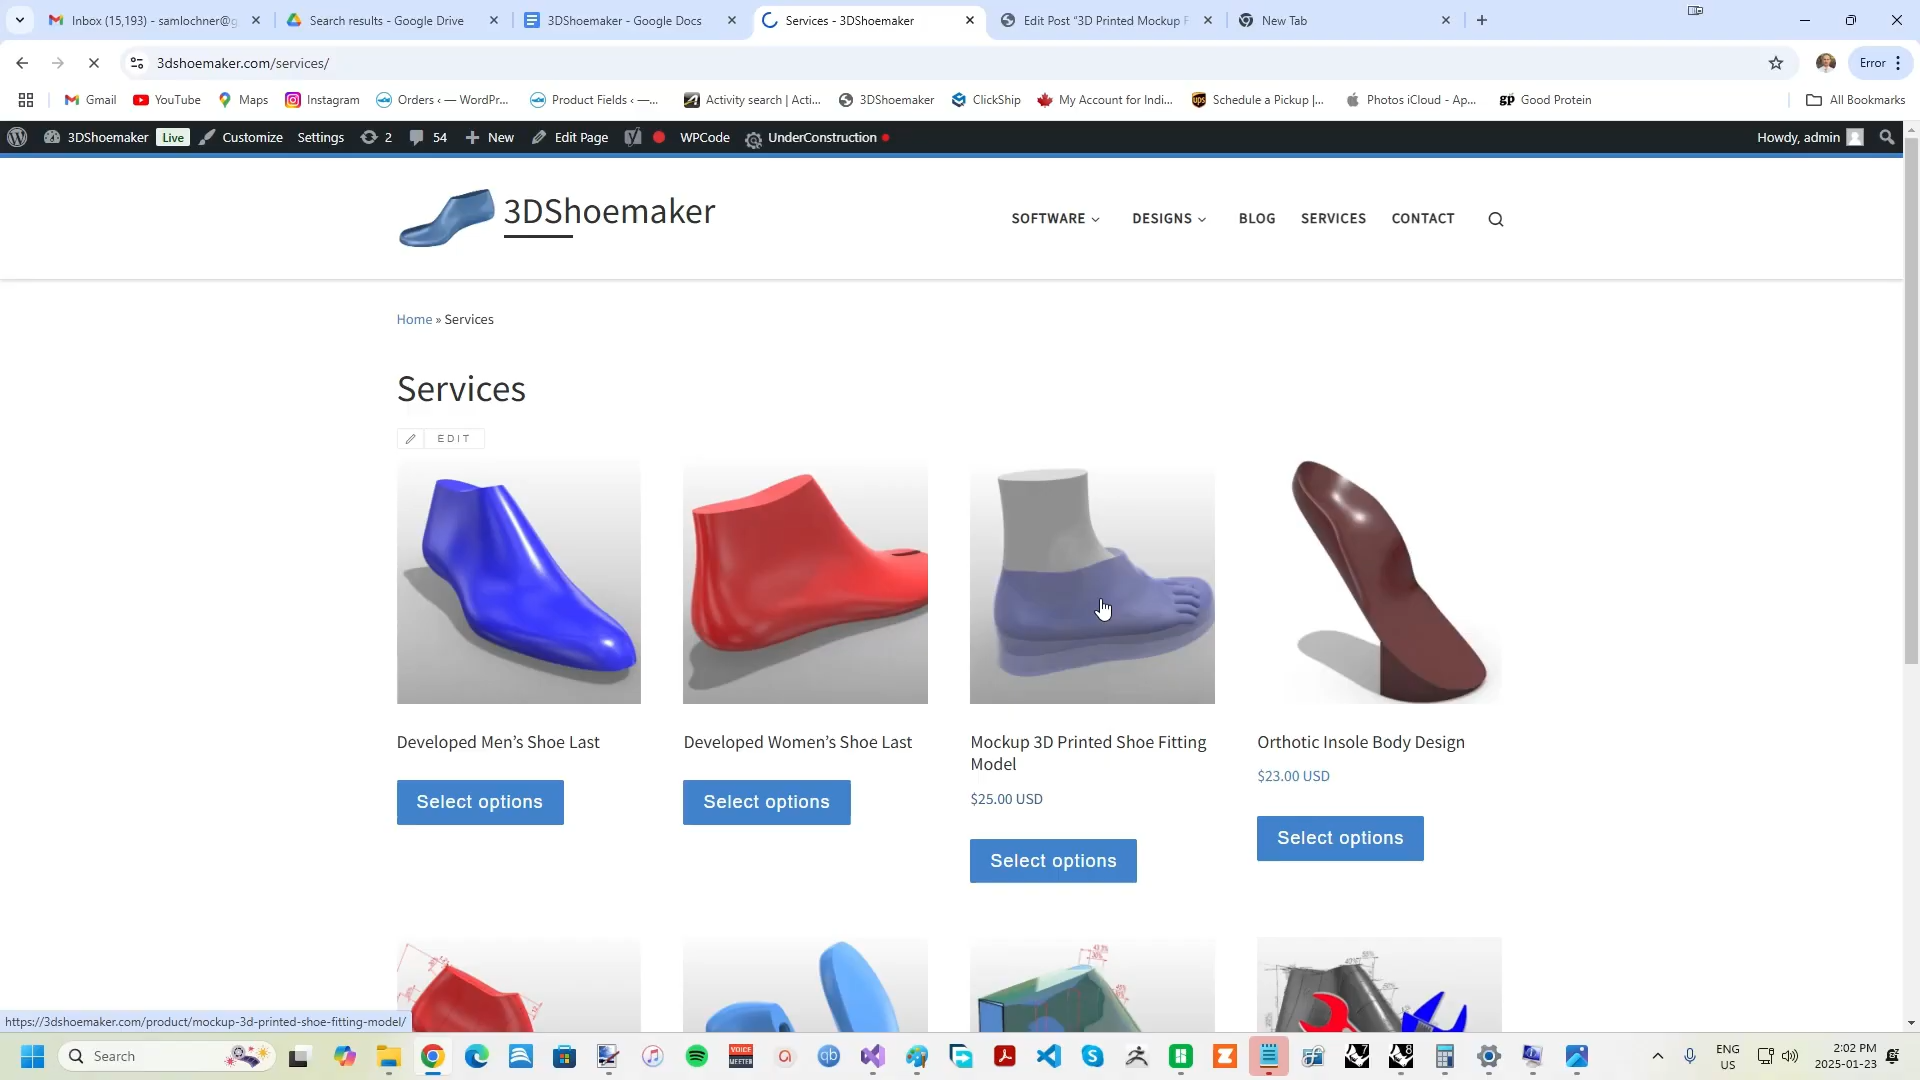 Inbox (15,193) - samlochner@g
Search results - Google Drive
3DShoemaker - Google Docs
Services - 3DShoemaker
Edit Post "3D Printed Mockup F
New Tab
3dshoemaker.com/services/
Error
Gmail
YouTube
Maps
Instagram
Orders ‹ — WordPr...
Product Fields ‹ —...
Activity search | Acti...
3DShoemaker
ClickShip
My Account for Indi...
Schedule a Pickup |...
Photos iCloud - Ap...
gp Good Protein
All Bookmarks
3DShoemaker
Live
Customize
Settings
2
54
New
Edit Page
WPCode
UnderConstruction
Howdy, admin
3DShoemaker
SOFTWARE
DESIGNS
BLOG
SERVICES
CONTACT
Home » Services
Services
EDIT
Developed Men's Shoe Last
Select options
Developed Women's Shoe Last
Select options
Mockup 3D Printed Shoe Fitting
Model
$25.00 USD
Select options
Orthotic Insole Body Design
$23.00 USD
Select options
https://3dshoemaker.com/product/mockup-3d-printed-shoe-fitting-model/
Search
VOICE
MEETER
qb
ENG
US
2:02 PM
2025-01-23